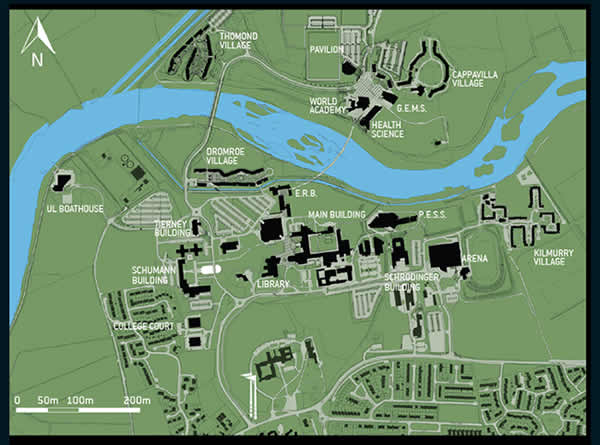 THOMOND
VILLAGE
PAVILION
N
CAPPAVILLA
VILLAGE
WORLD
ACADEMY
G.E.M.S.
HEALTH
SCIENCE
DROMROE
VILLAGE
E.R.B.
UL BOATHOUSE
MAIN BUILDING
P.E.S.S.
TIERNEY
BUILDING
KILMURRY
VILLAGE
ARENA
SCHUMANN
BUILDING
LIBRARY
SCHRODINGER
BUILDING
COLLEGE COURT
0 50m 100m 200m